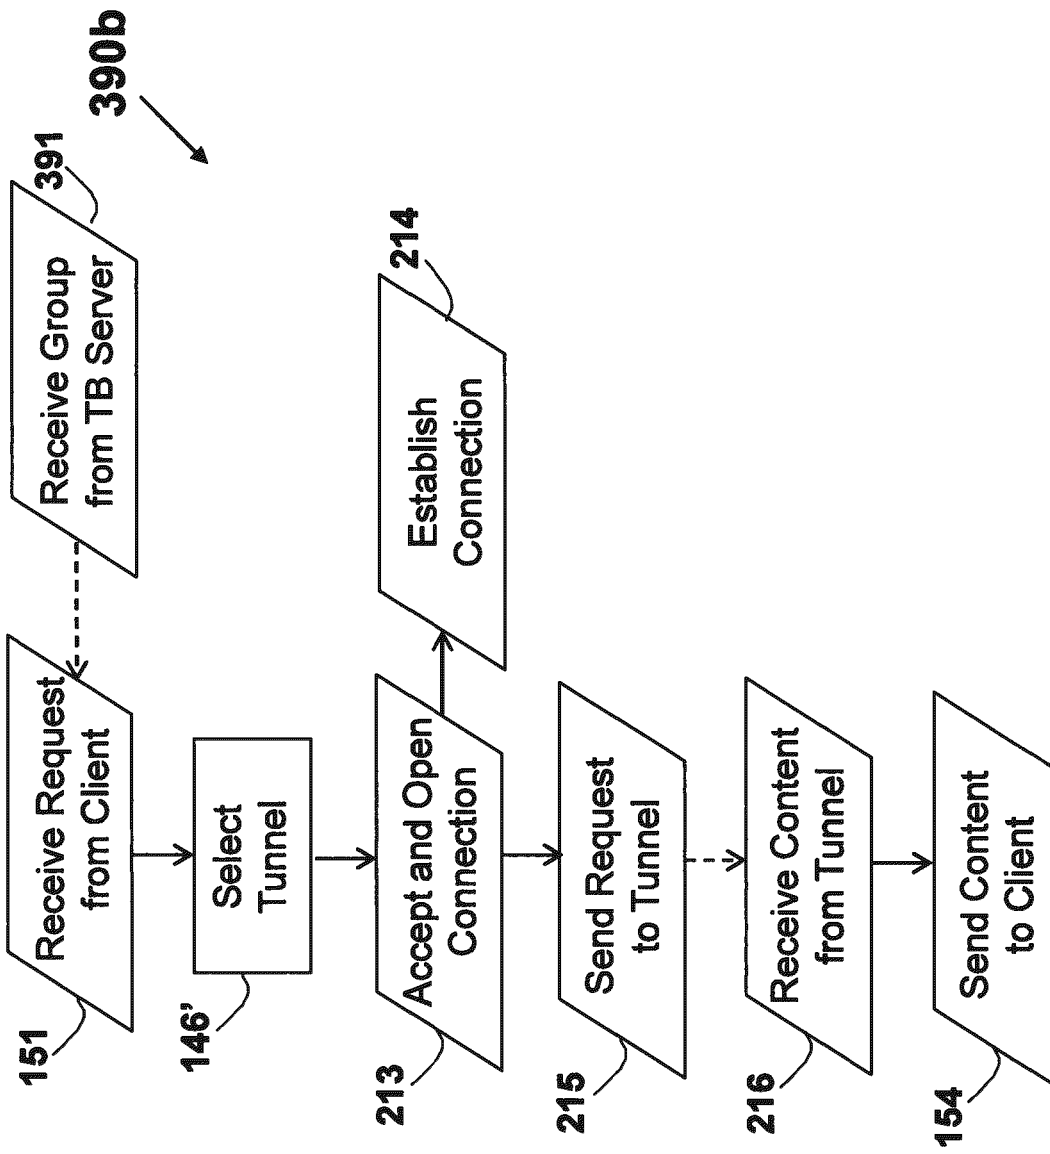 390b
391
Receive Group
from TB Server
151
Receive Request
from Client
146'
Select
Tunnel
213
Accept and Open
Connection
214
Establish
Connection
215
Send Request
to Tunnel
216
Receive Content
from Tunnel
154
Send Content
to Client